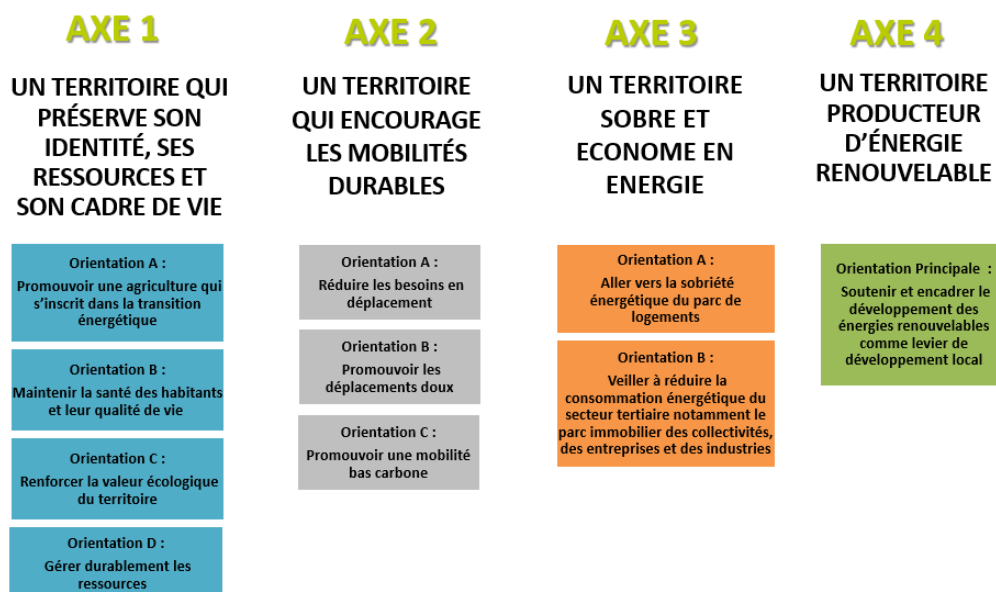 AXE 1
UN TERRITOIRE QUI
PRÉSERVE SON
IDENTITÉ, SES
RESSOURCES ET
SON CADRE DE VIE
Orientation A :
Promouvoir une agriculture qui
s'inscrit dans la transition
énergétique
Orientation B :
Maintenir la santé des habitants
et leur qualité de vie
Orientation C :
Renforcer la valeur écologique
du territoire
Orientation D :
Gérer durablement les
ressources
AXE 2
UN TERRITOIRE
QUI ENCOURAGE
LES MOBILITÉS
DURABLES
Orientation A :
Réduire les besoins en
déplacement
Orientation B :
Promouvoir les
déplacements doux
Orientation C :
Promouvoir une mobilité
bas carbone
AXE 3
UN TERRITOIRE
SOBRE ET
ECONOME EN
ENERGIE
Orientation A :
Aller vers la sobriété
énergétique du parc de
logements
Orientation B :
Veiller à réduire la
consommation énergétique du
secteur tertiaire notamment le
parc immobilier des collectivités,
des entreprises et des industries
AXE 4
UN TERRITOIRE
PRODUCTEUR
D'ÉNERGIE
RENOUVELABLE
Orientation Principale :
Soutenir et encadrer le
développement des
énergies renouvelables
comme levier de
développement local